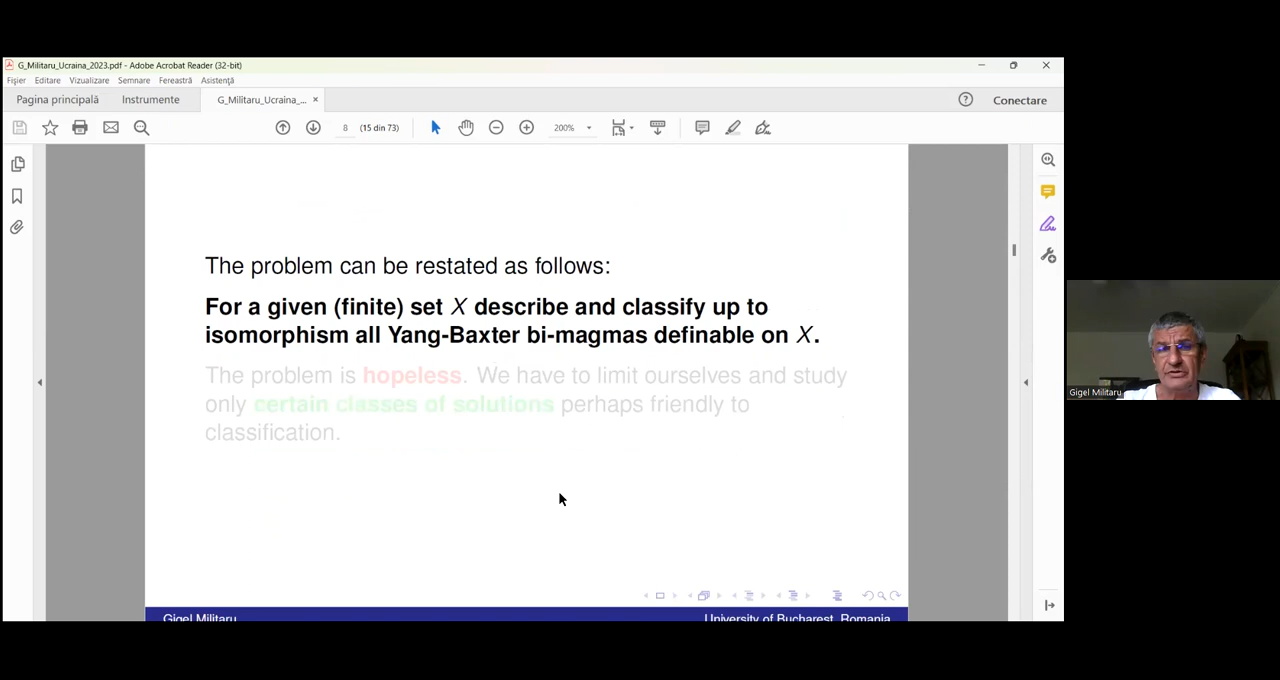 G_Militaru_Ucraina_2023.pdf - Adobe Acrobat Reader (32-bit)
Fișier Editare Vizualizare Semnare Fereastră Asistență
Pagina principală Instrumente G_Militaru_Ucraina_... × Conectare
8 (15 din 73) 200%
The problem can be restated as follows:
For a given (finite) set X describe and classify up to
isomorphism all Yang-Baxter bi-magmas definable on X.
The problem is hopeless. We have to limit ourselves and study
only certain classes of solutions perhaps friendly to
classification.
Gigel Militaru
Gigel Militaru University of Bucharest, Romania